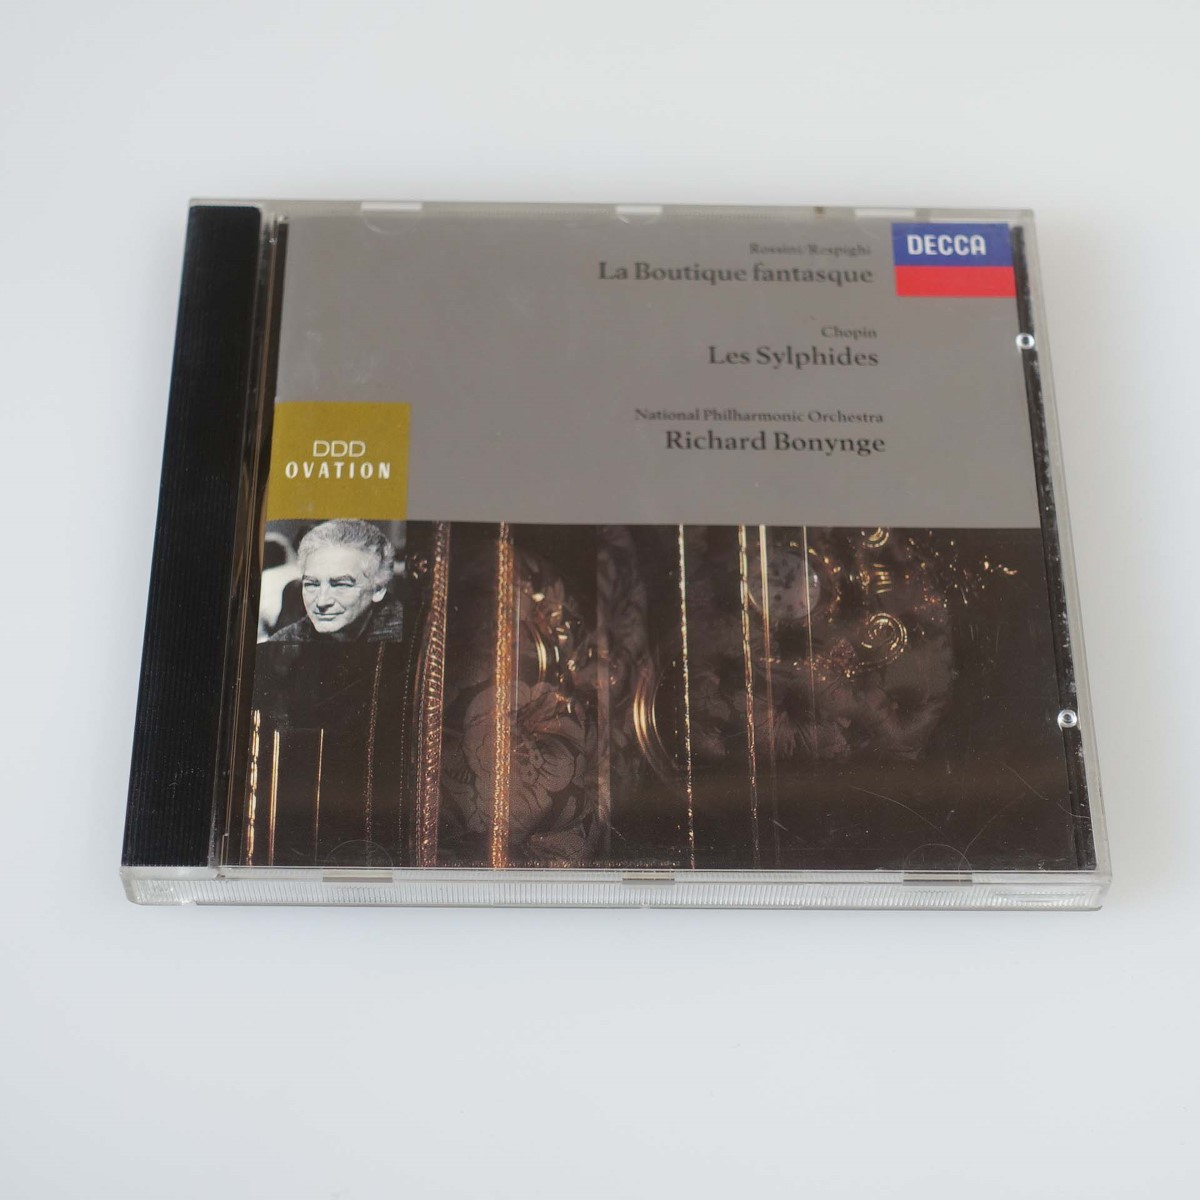 DECCA
Rossini/Respighi
La Boutique fantasque
Chopin
Les Sylphides
National Philharmonic Orchestra
Richard Bonynge
DDD
OVATION